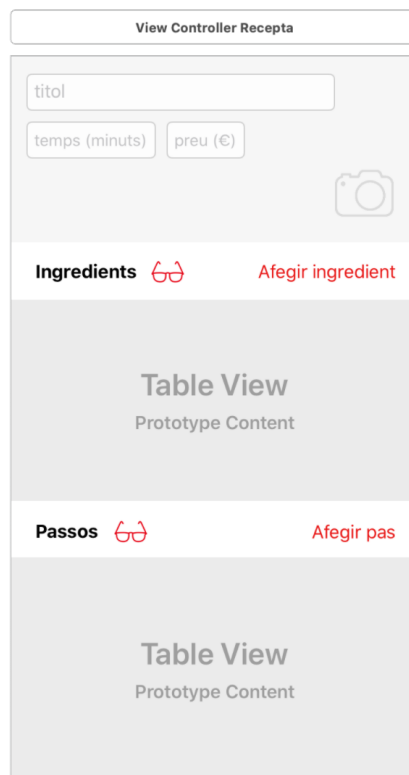 View Controller Recepta
titol
temps (minuts) preu (€)
Ingredients Afegir ingredient
Table View
Prototype Content
Passos Afegir pas
Table View
Prototype Content